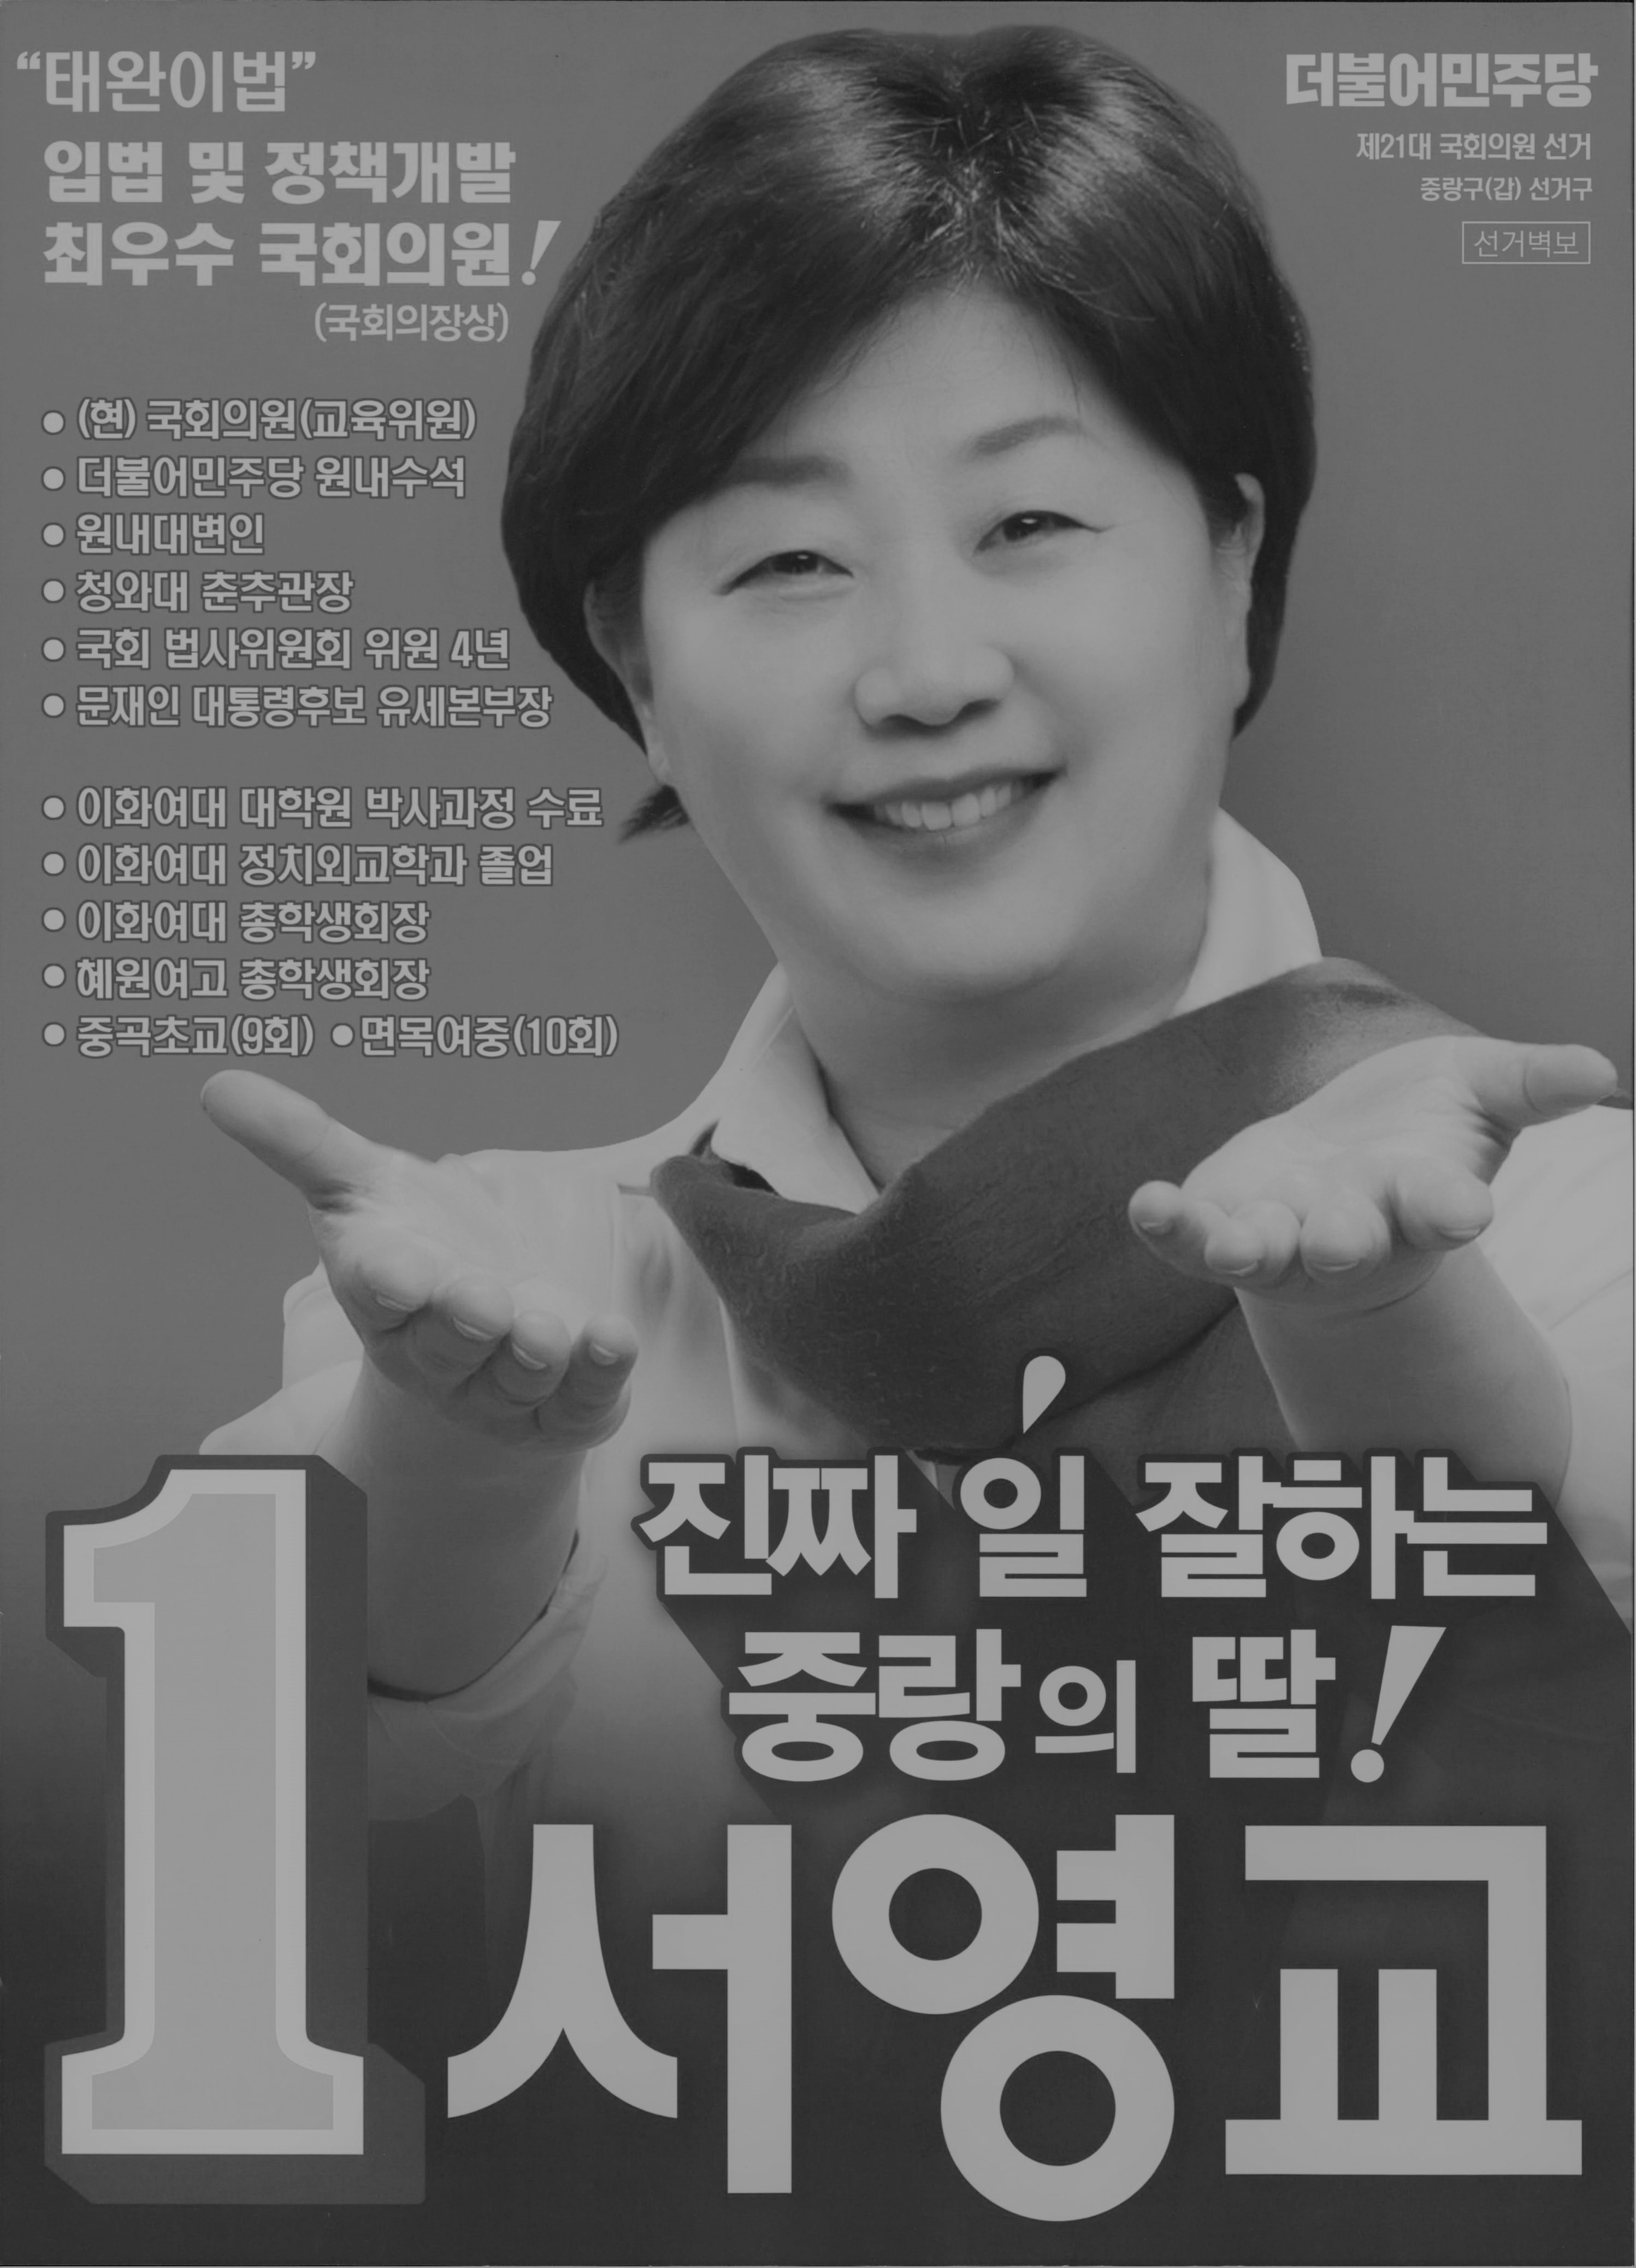 “태완이법”
입법 및 정책개발
최우수 국회의원!
(국회의장상)
● (현) 국회의원(교육위원)
● 더불어민주당 원내수석
● 원내대변인
● 청와대 춘추관장
● 국회 법사위원회 위원 4년
● 문재인 대통령후보 유세본부장
● 이화여대 대학원 박사과정 수료
● 이화여대 정치외교학과 졸업
● 이화여대 총학생회장
● 혜원여고 총학생회장
● 중곡초교(9회) ●면목여중(10회)
더불어민주당
제21대 국회의원 선거
중랑구(갑) 선거구
선거벽보
진짜 일 잘하는
중랑의 딸!
1 서영교